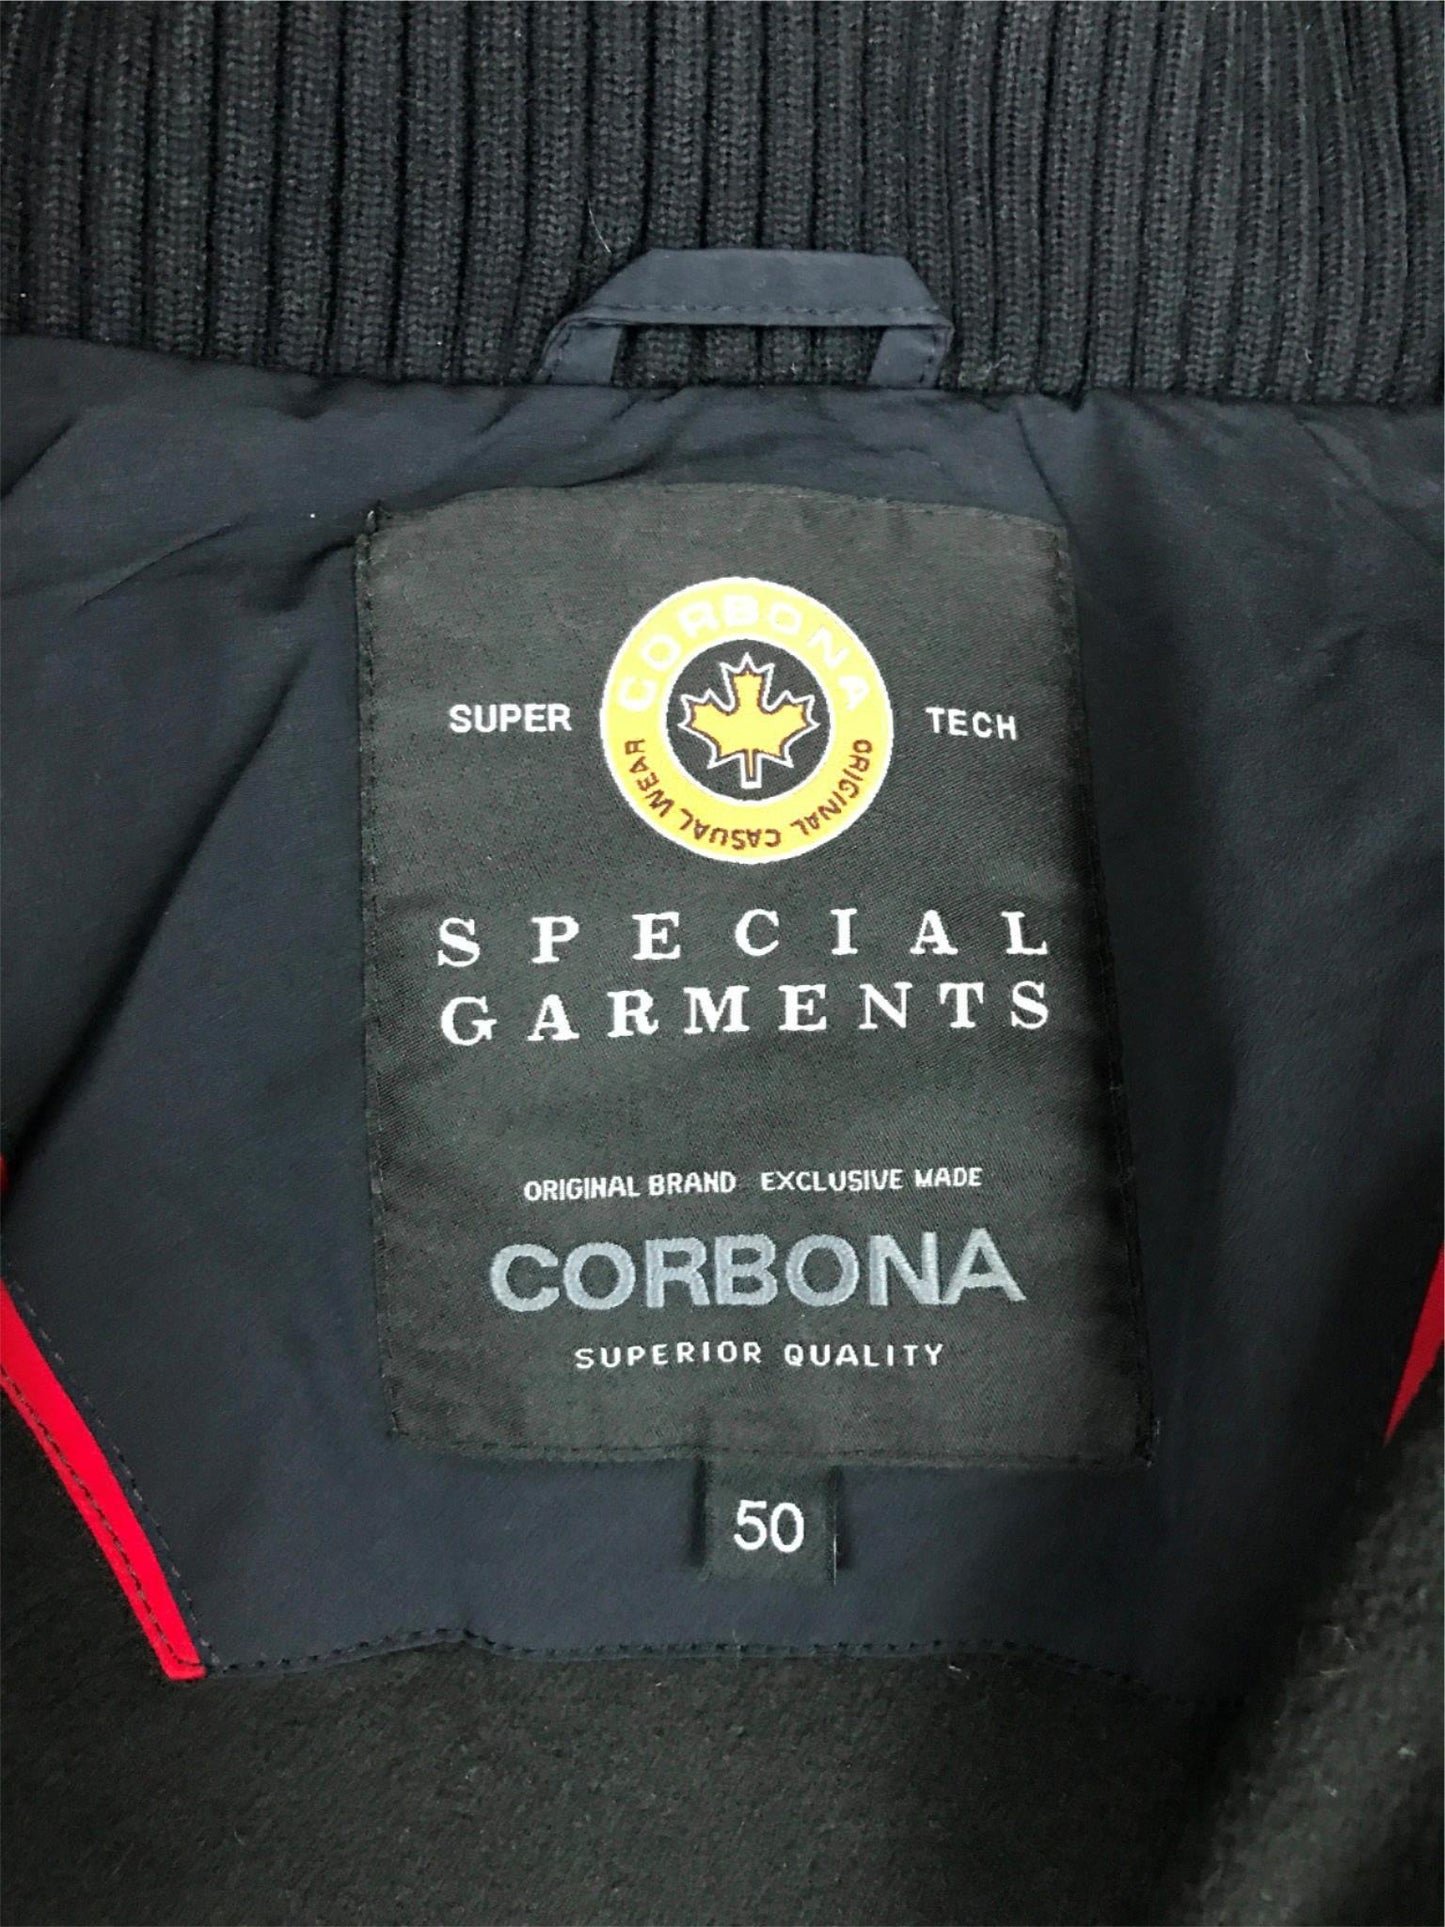 CORBONA
SUPER TECH
ORIGINAL CASUAL WEAR
SPECIAL
GARMENTS
ORIGINAL BRAND EXCLUSIVE MADE
CORBONA
SUPERIOR QUALITY
50